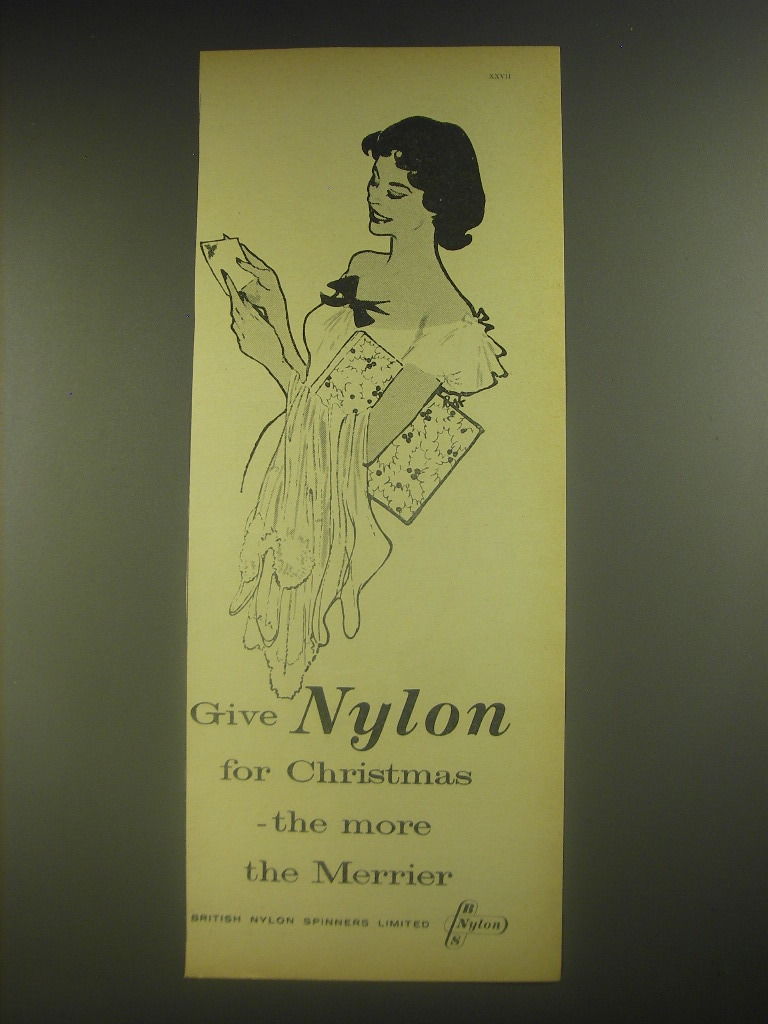 XXVII
Give Nylon
for Christmas
-the more
the Merrier
BRITISH NYLON SPINNERS LIMITED
B
Nylon
S